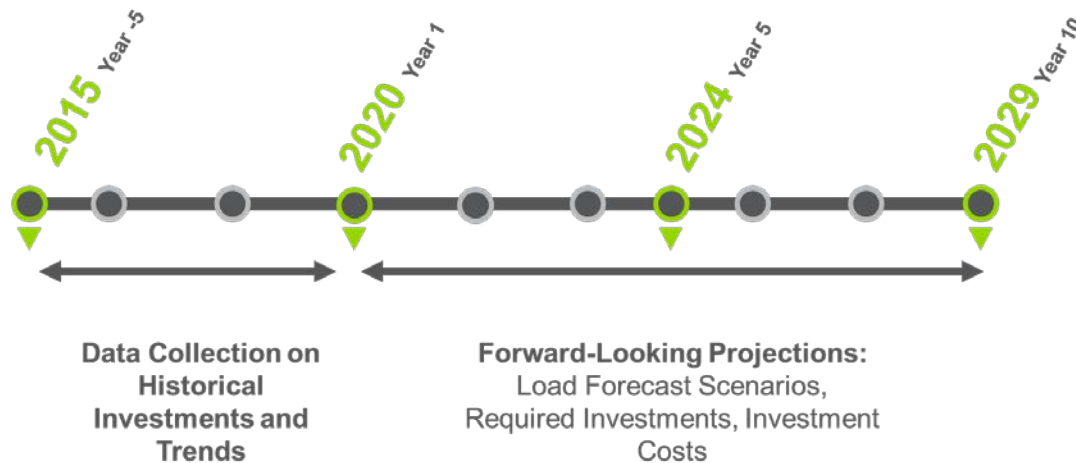 2015 Year -5
2020 Year 1
2024 Year 5
2029 Year 10
Data Collection on
Historical
Investments and
Trends
Forward-Looking Projections:
Load Forecast Scenarios,
Required Investments, Investment
Costs